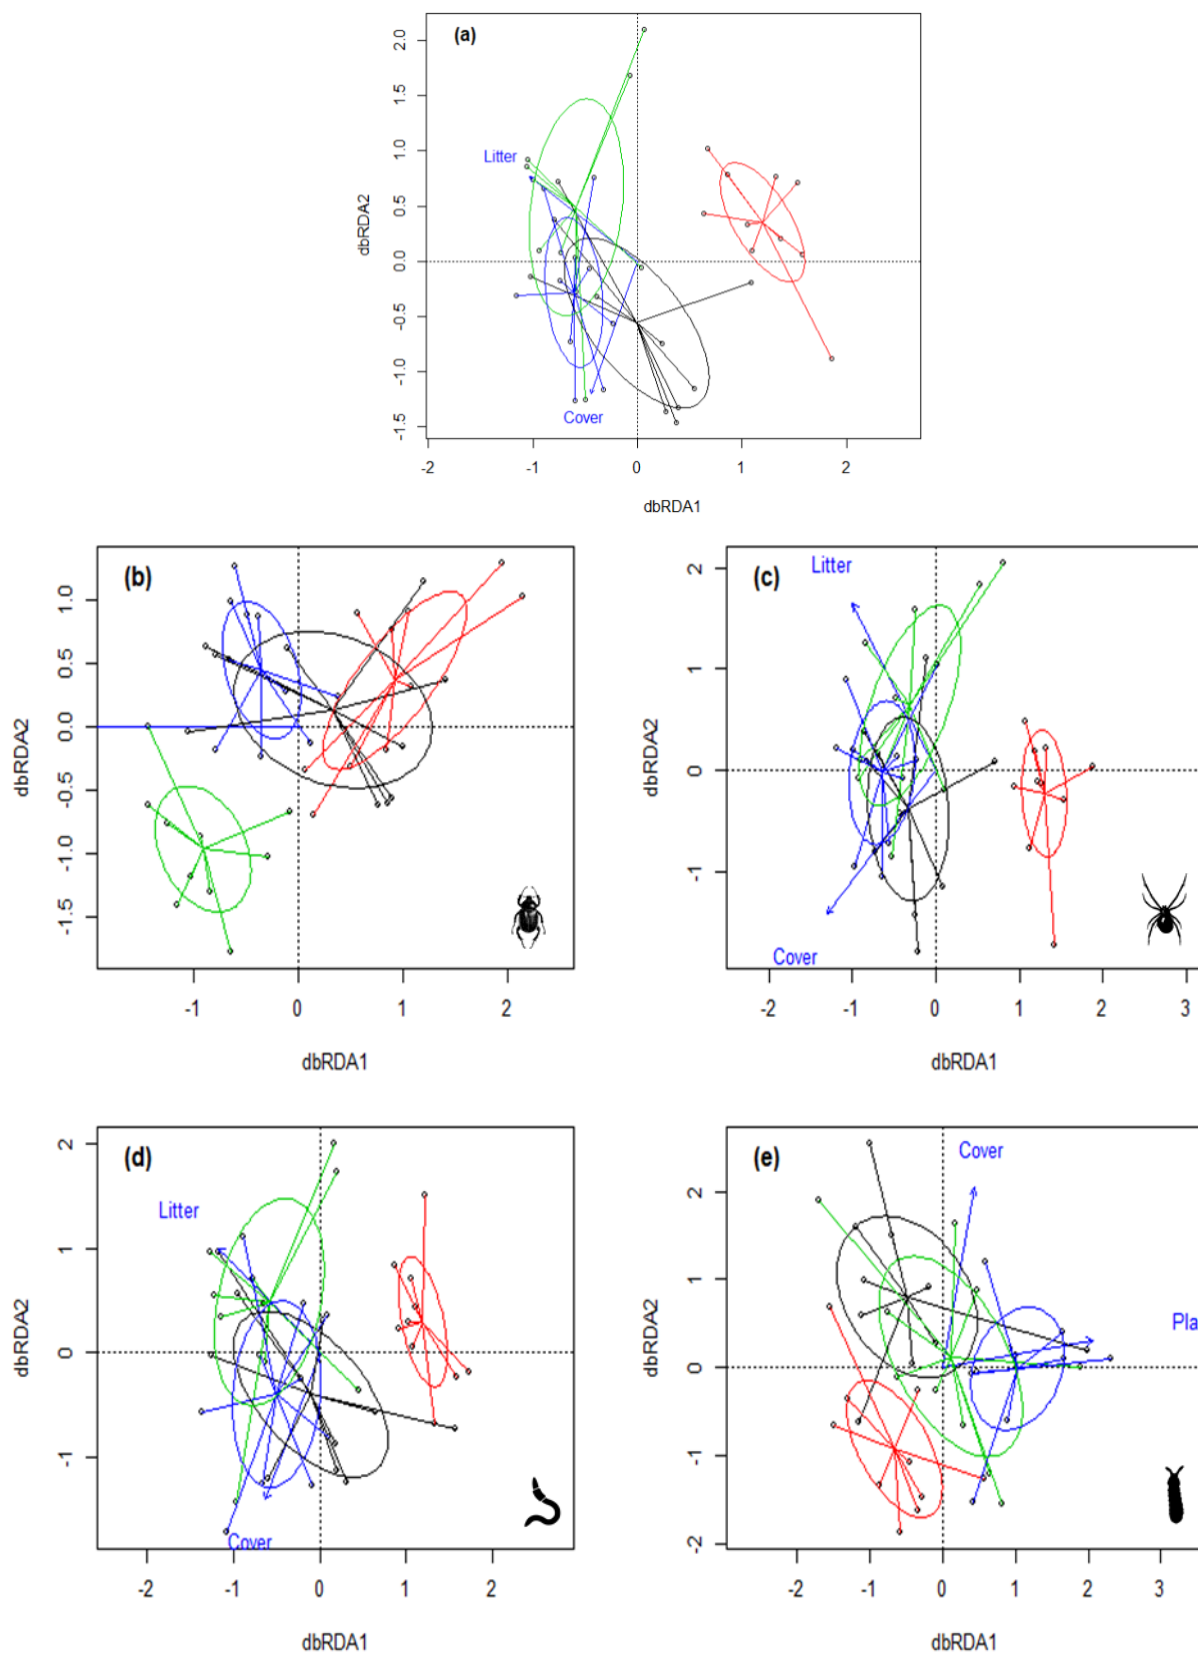 (a)
2.0
1.5
1.0
0.5
0.0
-0.5
-1.0
-1.5
dbRDA2
Litter
Cover
-2 -1 0 1 2
dbRDA1
(b)
1.0
0.5
0.0
-0.5
-1.0
-1.5
dbRDA2
-1 0 1 2
dbRDA1
(c)
Litter
2
1
0
-1
dbRDA2
Cover
-2 -1 0 1 2 3
dbRDA1
(d)
2
1
0
-1
dbRDA2
Litter
Cover
-2 -1 0 1 2
dbRDA1
(e)
Cover
2
1
0
-1
-2
dbRDA2
Pla
-2 -1 0 1 2 3
dbRDA1